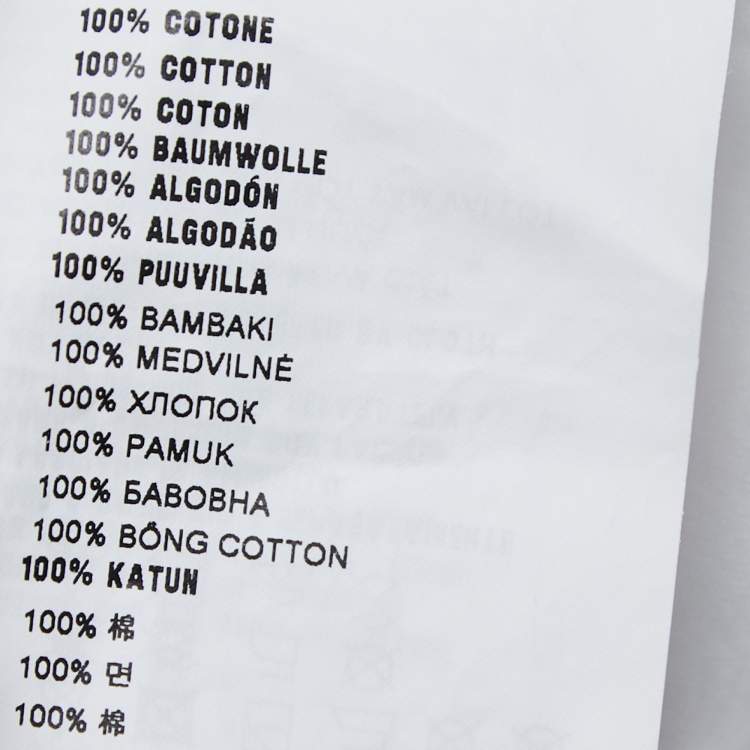 100% COTONE
100% COTTON
100% COTON
100% BAUMWOLLE
100% ALGODÓN
100% ALGODÃO
100% PUUVILLA
100% BAMBAKI
100% MEDVILNĖ
100% ХЛОПОК
100% PAMUK
100% БАВОВНА
100% BÔNG COTTON
100% KATUN
100% 棉
100% 면
100% 棉